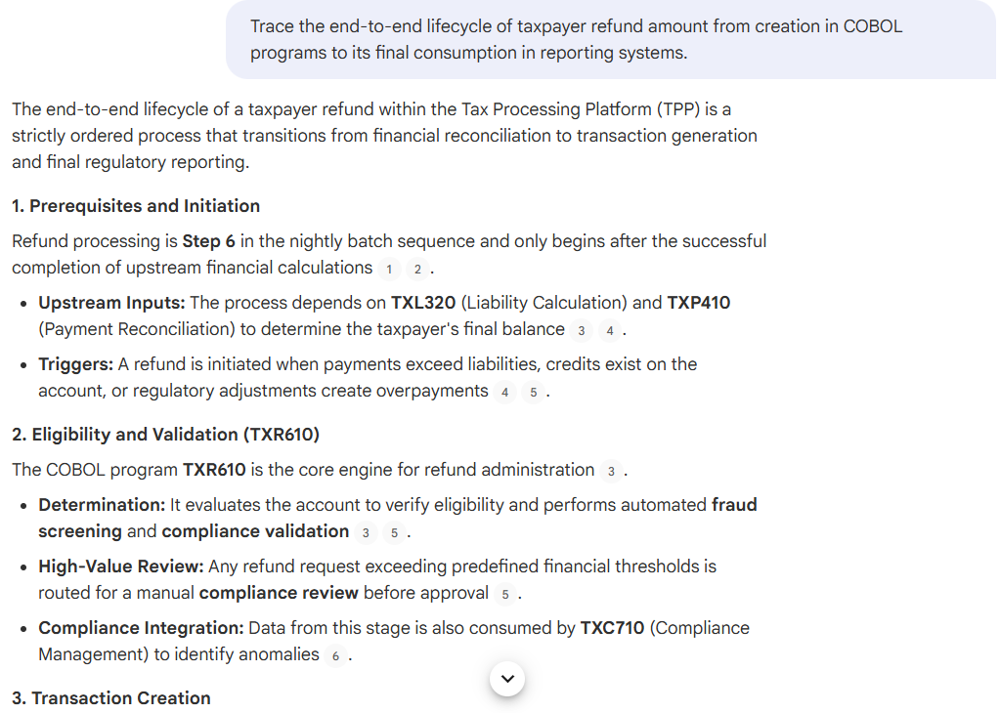 Trace the end-to-end lifecycle of taxpayer refund amount from creation in COBOL
programs to its final consumption in reporting systems.
The end-to-end lifecycle of a taxpayer refund within the Tax Processing Platform (TPP) is a
strictly ordered process that transitions from financial reconciliation to transaction generation
and final regulatory reporting.
1. Prerequisites and Initiation
Refund processing is Step 6 in the nightly batch sequence and only begins after the successful
completion of upstream financial calculations 1 2 .
• Upstream Inputs: The process depends on TXL320 (Liability Calculation) and TXP410
(Payment Reconciliation) to determine the taxpayer's final balance 3 4 .
• Triggers: A refund is initiated when payments exceed liabilities, credits exist on the
account, or regulatory adjustments create overpayments 4 5 .
2. Eligibility and Validation (TXR610)
The COBOL program TXR610 is the core engine for refund administration 3 .
• Determination: It evaluates the account to verify eligibility and performs automated fraud
screening and compliance validation 3 5 .
• High-Value Review: Any refund request exceeding predefined financial thresholds is
routed for a manual compliance review before approval 5 .
• Compliance Integration: Data from this stage is also consumed by TXC710 (Compliance
Management) to identify anomalies 6 .
3. Transaction Creation